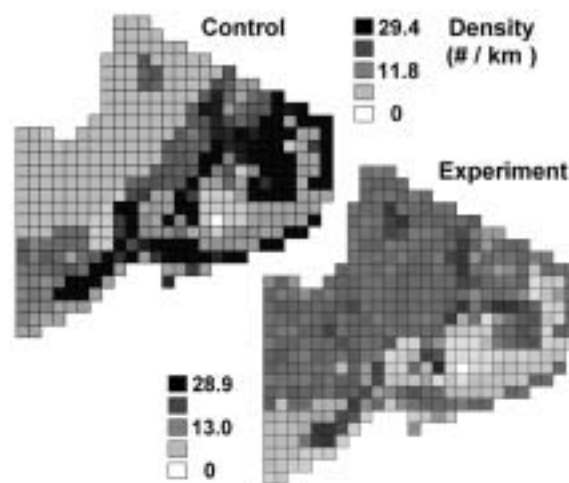 Control
29.4
11.8
0
Density
(# / km )
Experiment
28.9
13.0
0